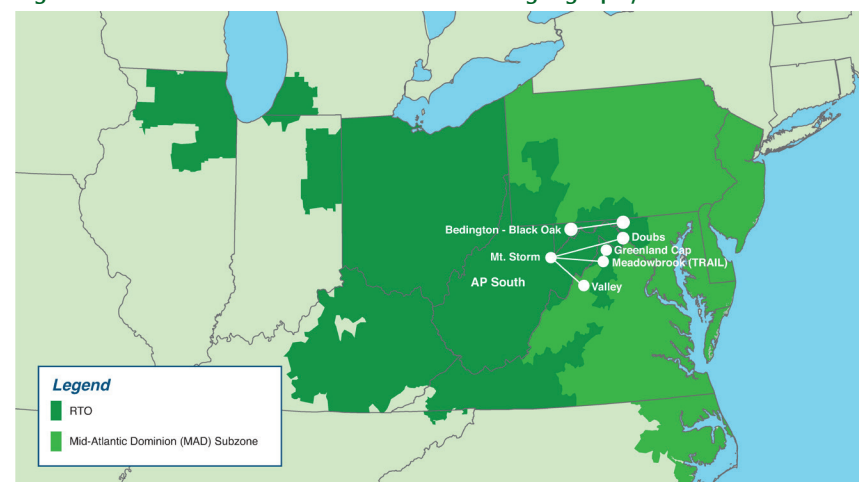 Bedington - Black Oak
Doubs
Greenland Cap
Mt. Storm
Meadowbrook (TRAIL)
AP South
Valley
Legend
RTO
Mid-Atlantic Dominion (MAD) Subzone